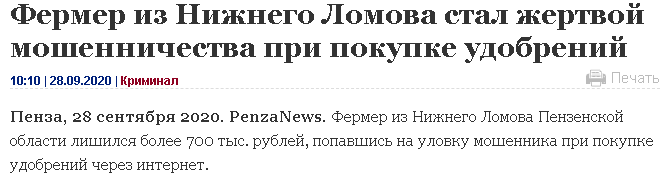 Фермер из Нижнего Ломова стал жертвой
мошенничества при покупке удобрений
10:10 | 28.09.2020 | Криминал
Печать
Пенза, 28 сентября 2020. PenzaNews. Фермер из Нижнего Ломова Пензенской
области лишился более 700 тыс. рублей, попавшись на уловку мошенника при покупке
удобрений через интернет.